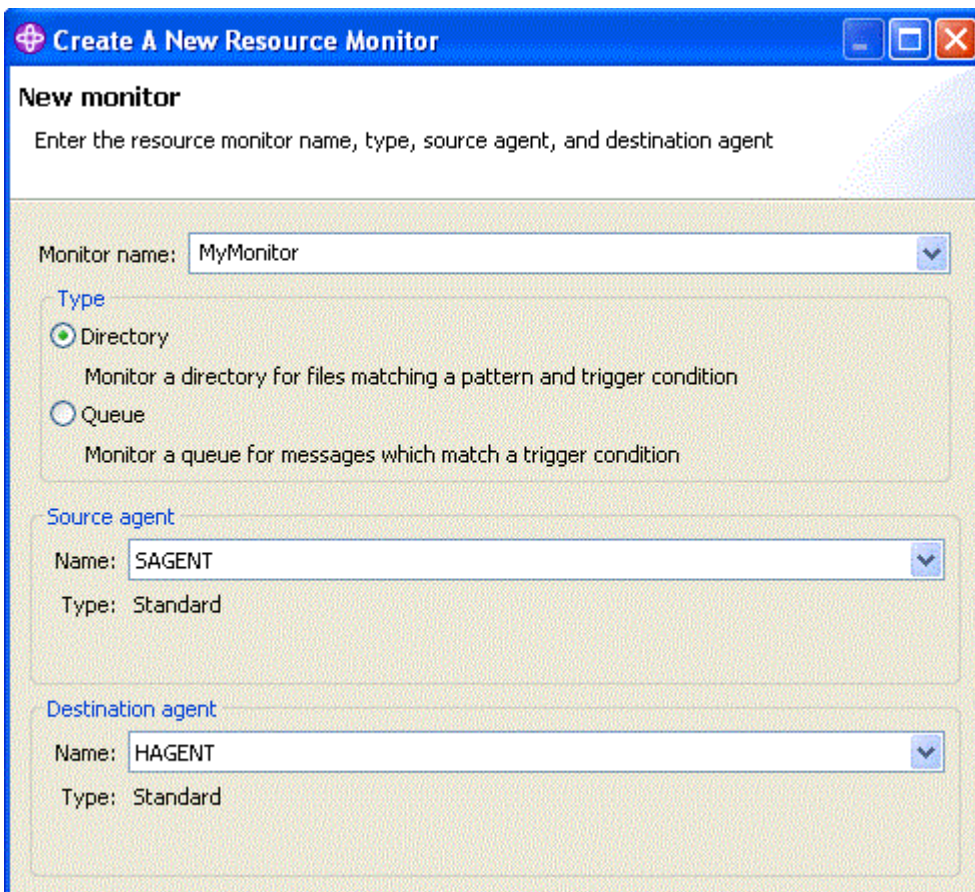 Create A New Resource Monitor
New monitor
Enter the resource monitor name, type, source agent, and destination agent
Monitor name: MyMonitor
Type
Directory
Monitor a directory for files matching a pattern and trigger condition
Queue
Monitor a queue for messages which match a trigger condition
Source agent
Name: SAGENT
Type: Standard
Destination agent
Name: HAGENT
Type: Standard